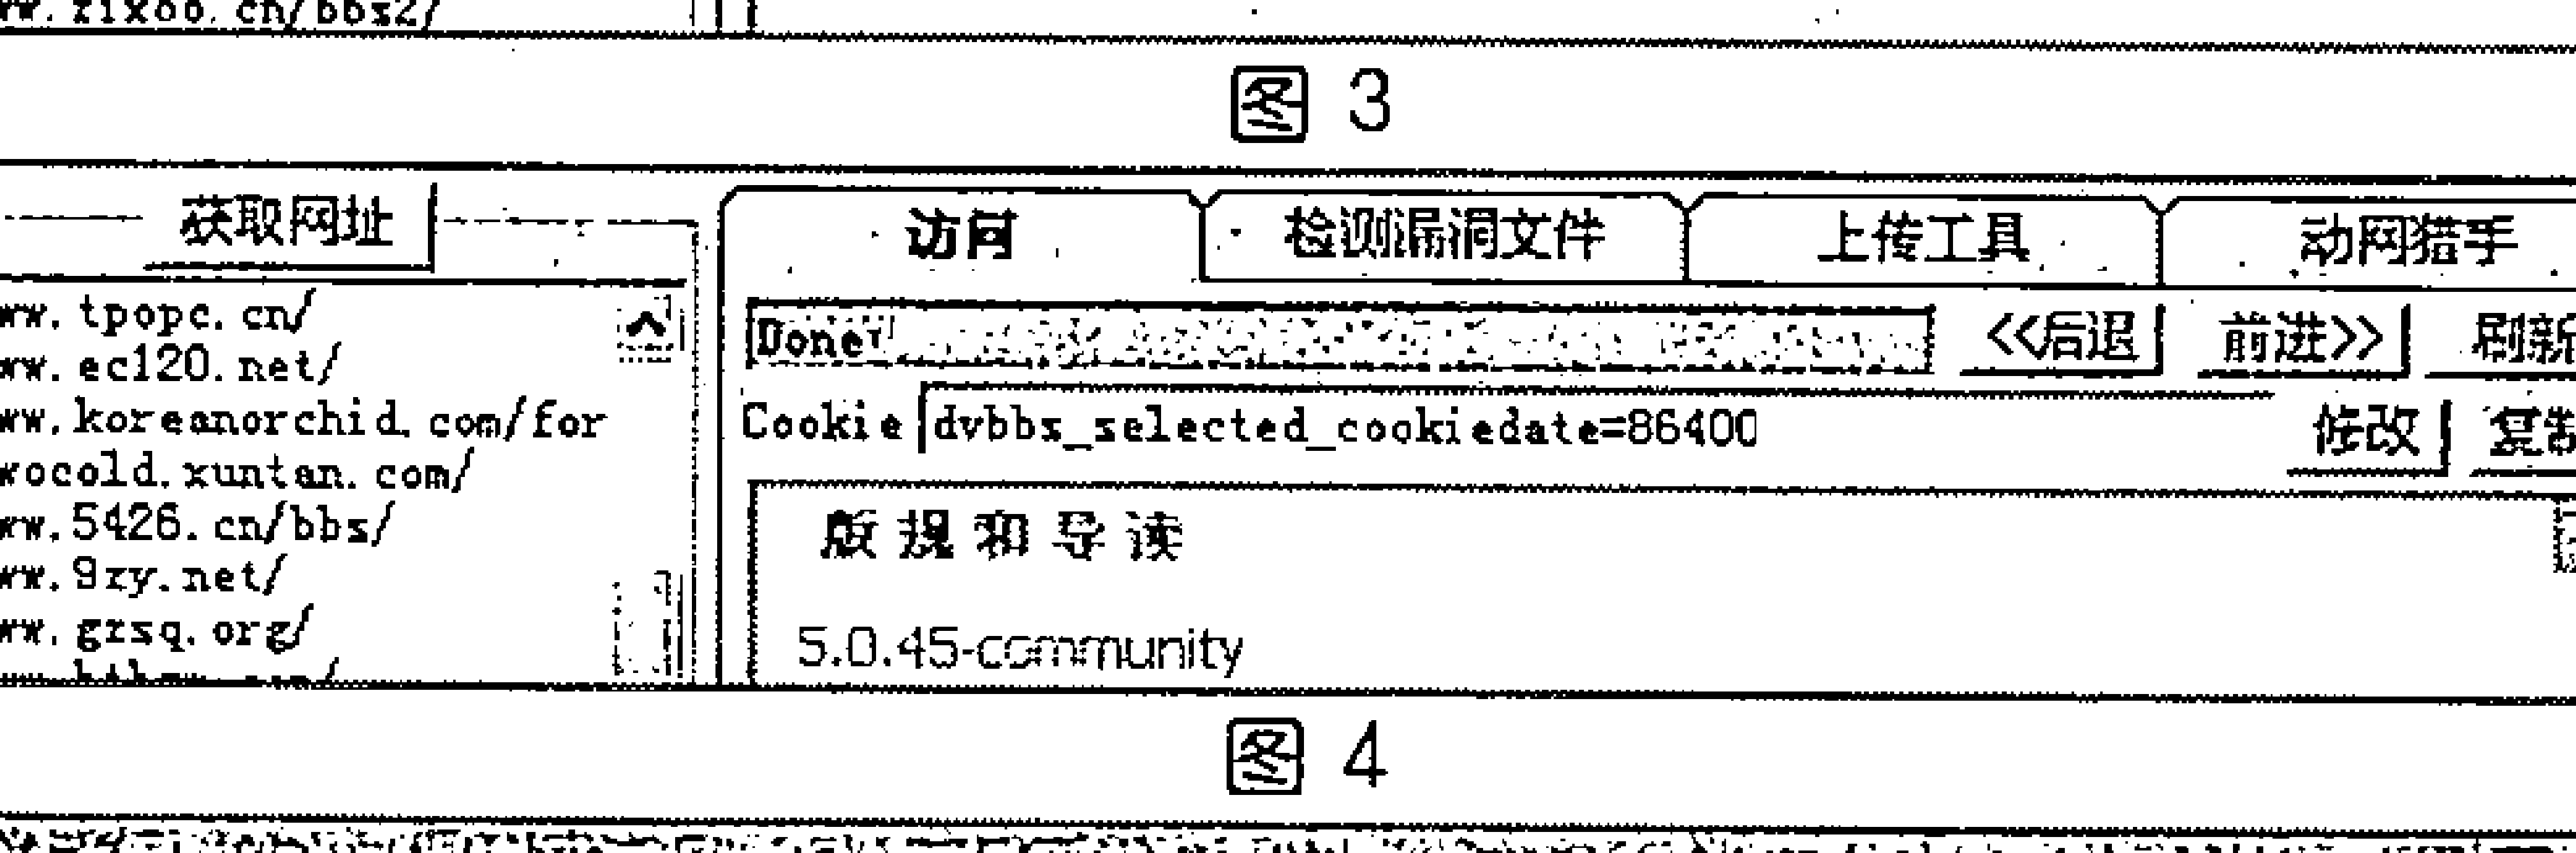 图 3
获取网址
访问 检测漏洞文件 上传工具 动网猎手
Done <<后退 前进>> 刷新
Cookie dvbbs_selected_cookiedate=86400 修改 复制
ww.tpopc.cn/
ww.ec120.net/
ww.koreanorchid.com/for
wocold.xuntan.com/
ww.5426.cn/bbs/
ww.9zy.net/
ww.gzsq.org/
版规和导读
5.0.45-community
图 4